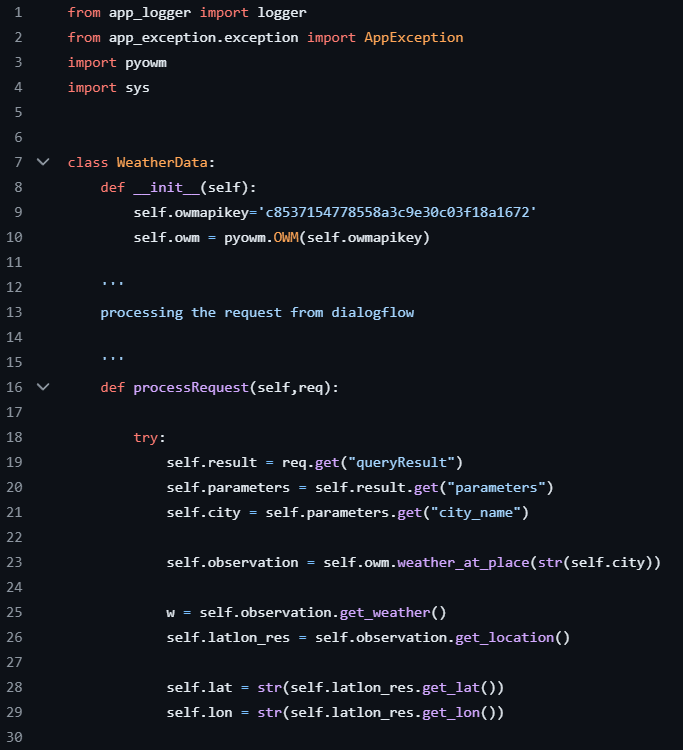 1 from app_logger import logger
2 from app_exception.exception import AppException
3 import pyowm
4 import sys
5
6
7 class WeatherData:
8     def __init__(self):
9         self.owmapikey='c8537154778558a3c9e30c03f18a1672'
10         self.owm = pyowm.OWM(self.owmapikey)
11
12     '''
13     processing the request from dialogflow
14
15     '''
16     def processRequest(self,req):
17
18         try:
19             self.result = req.get("queryResult")
20             self.parameters = self.result.get("parameters")
21             self.city = self.parameters.get("city_name")
22
23             self.observation = self.owm.weather_at_place(str(self.city))
24
25             w = self.observation.get_weather()
26             self.latlon_res = self.observation.get_location()
27
28             self.lat = str(self.latlon_res.get_lat())
29             self.lon = str(self.latlon_res.get_lon())
30